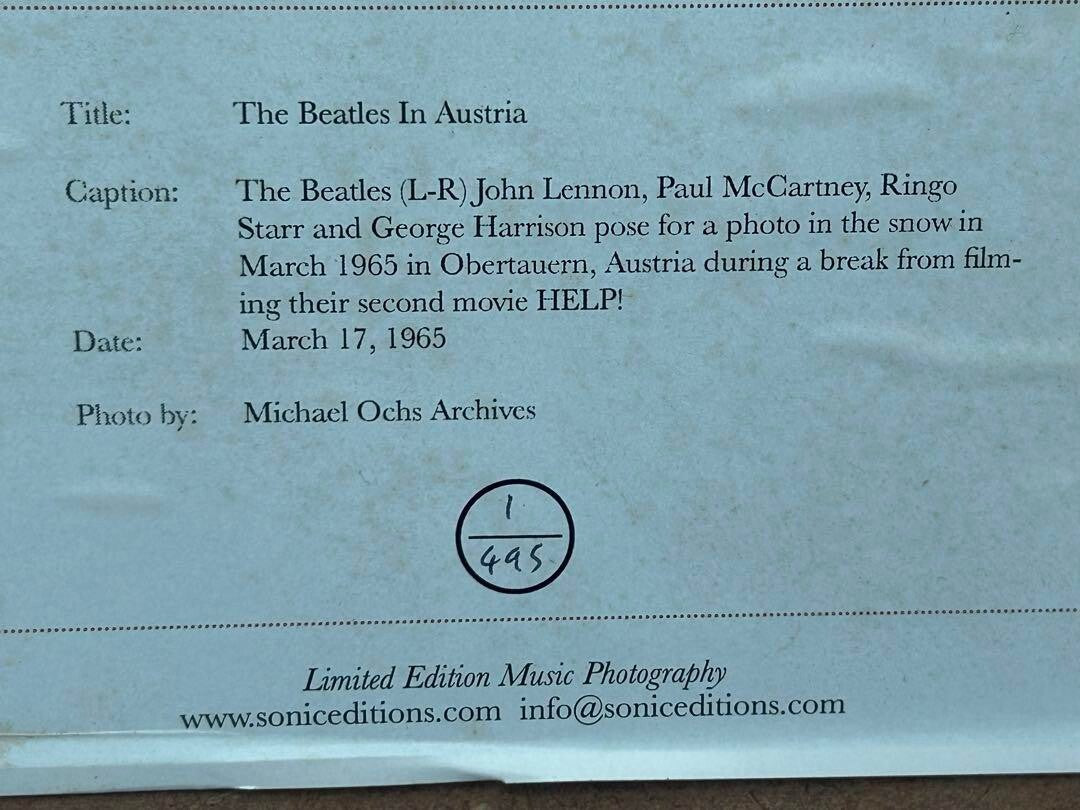 Title: The Beatles In Austria
Caption: The Beatles (L-R) John Lennon, Paul McCartney, Ringo
Starr and George Harrison pose for a photo in the snow in
March 1965 in Obertauern, Austria during a break from film-
ing their second movie HELP!
Date: March 17, 1965
Photo by: Michael Ochs Archives
1
495
Limited Edition Music Photography
www.soniceditions.com info@soniceditions.com